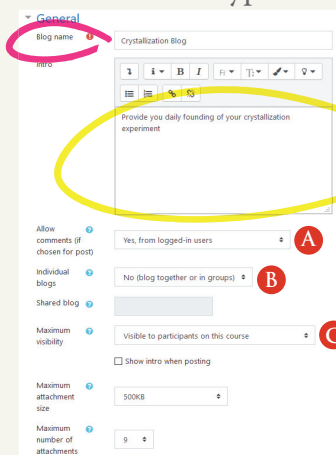 General
Blog name
Crystallization Blog
Intro
B I
Provide you daily founding of your crystallization
experiment
Allow
comments (if
chosen for post)
Yes, from logged-in users
A
Individual
blogs
No (blog together or in groups)
B
Shared blog
Maximum
visibility
Visible to participants on this course
C
Show intro when posting
Maximum
attachment
size
500KB
Maximum
number of
attachments
9